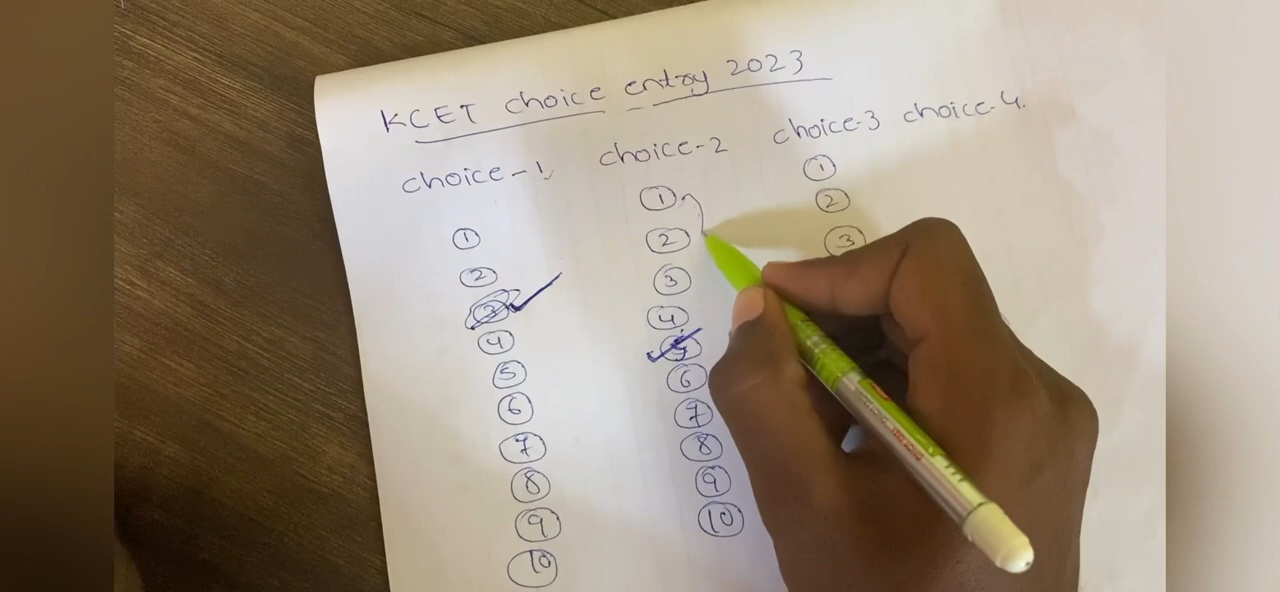 KCET choice entry 2023
choice-1 choice-2 choice-3 choice-4.
1 1 1
2 2 2
3 3 3
4 4
5 5
6 6
7 7
8 8
9 9
10 10